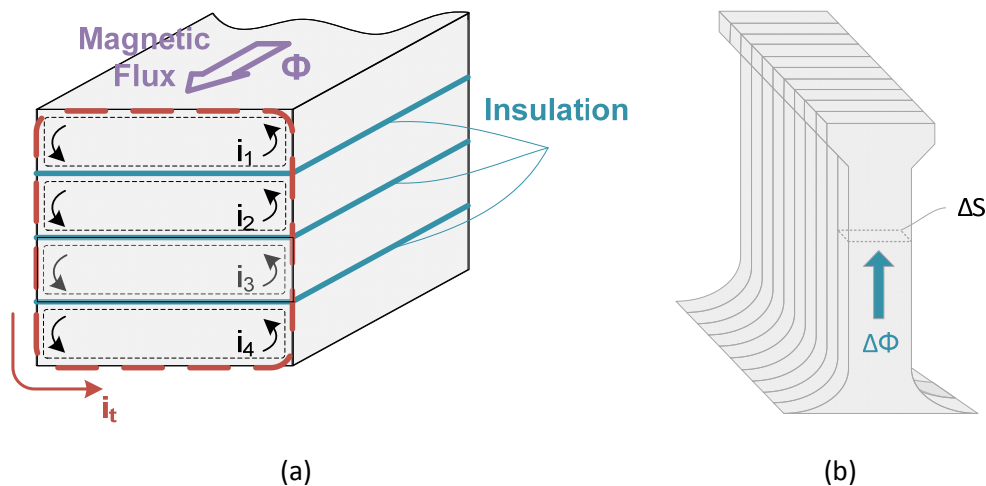 Magnetic
Flux
Φ
Insulation
i1
i2
i3
i4
it
ΔS
ΔΦ
(a)
(b)